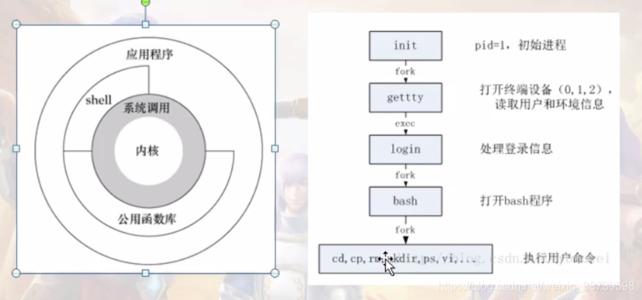 应用程序
shell
系统调用
内核
公用函数库
init
pid=1，初始进程
fork
gettty
打开终端设备（0,1,2），
读取用户和环境信息
exec
login
处理登录信息
fork
bash
打开bash程序
fork
cd,cp,rm,mkdir,ps,vi,...
执行用户命令